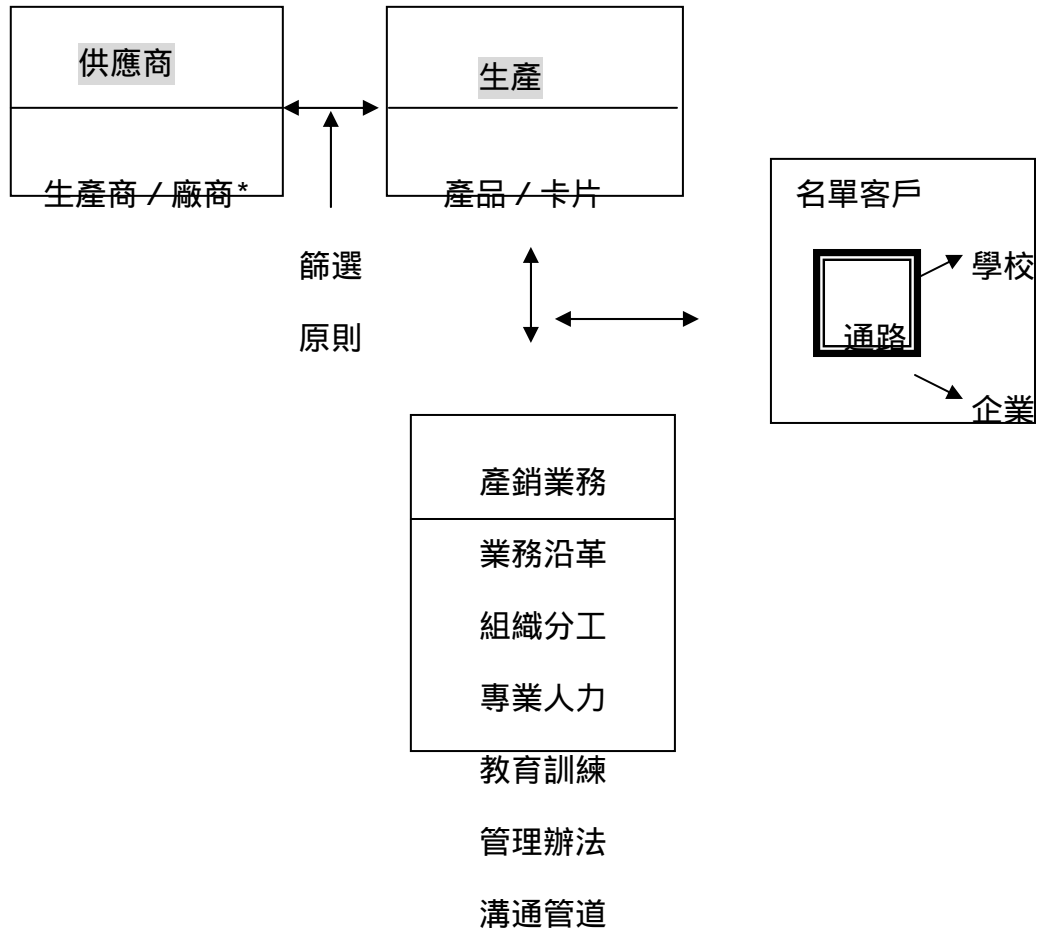 供應商
生產
生產商 / 廠商*
產品 / 卡片
名單客戶
篩選
學校
原則
通路
企業
產銷業務
業務沿革
組織分工
專業人力
教育訓練
管理辦法
溝通管道